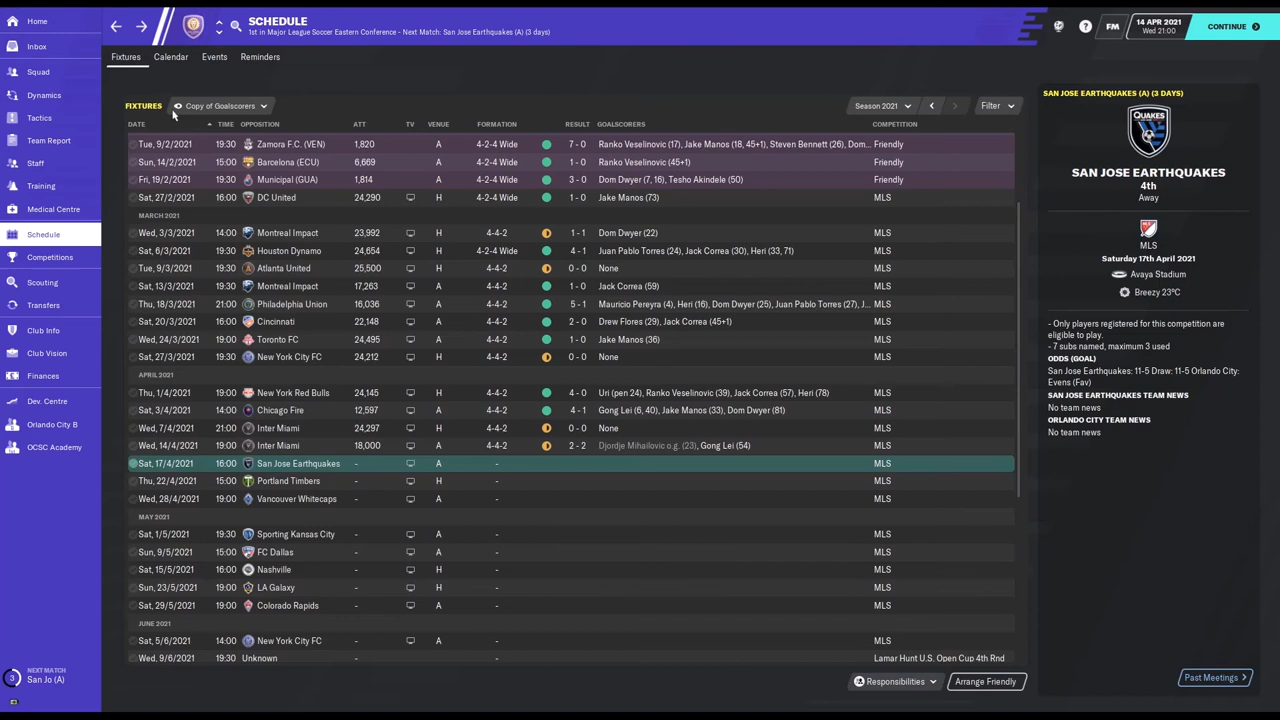 Home
SCHEDULE
1st in Major League Soccer Eastern Conference - Next Match: San Jose Earthquakes (A) (3 days)
FM
14 APR 2021
Wed 21:00
CONTINUE
Inbox
Squad
Dynamics
Tactics
Team Report
Staff
Training
Medical Centre
Schedule
Competitions
Scouting
Transfers
Club Info
Club Vision
Finances
Dev. Centre
Orlando City B
OCSC Academy
3
NEXT MATCH
San Jo (A)
Fixtures Calendar Events Reminders
FIXTURES Copy of Goalscorers Season 2021 Filter
DATE TIME OPPOSITION ATT TV VENUE FORMATION RESULT GOALSCORERS COMPETITION
Tue, 9/2/2021 19:30 Zamora F.C. (VEN) 1,820 A 4-2-4 Wide 7 - 0 Ranko Veselinovic (17), Jake Manos (18, 45+1), Steven Bennett (26), Dom... Friendly
Sun, 14/2/2021 15:00 Barcelona (ECU) 6,669 A 4-2-4 Wide 1 - 0 Ranko Veselinovic (45+1) Friendly
Fri, 19/2/2021 19:30 Municipal (GUA) 1,814 A 4-2-4 Wide 3 - 0 Dom Dwyer (7, 16), Tesho Akindele (50) Friendly
Sat, 27/2/2021 16:00 DC United 24,290 H 4-2-4 Wide 1 - 0 Jake Manos (73) MLS
MARCH 2021
Wed, 3/3/2021 14:00 Montreal Impact 23,992 H 4-4-2 1 - 1 Dom Dwyer (22) MLS
Sat, 6/3/2021 19:30 Houston Dynamo 24,654 H 4-2-4 Wide 4 - 1 Juan Pablo Torres (24), Jack Correa (30), Heri (33, 71) MLS
Tue, 9/3/2021 19:30 Atlanta United 25,500 H 4-4-2 0 - 0 None MLS
Sat, 13/3/2021 19:30 Montreal Impact 17,263 A 4-4-2 1 - 0 Jack Correa (59) MLS
Thu, 18/3/2021 21:00 Philadelphia Union 16,036 A 4-4-2 5 - 1 Mauricio Pereyra (4), Heri (16), Dom Dwyer (25), Juan Pablo Torres (27), J... MLS
Sat, 20/3/2021 16:00 Cincinnati 22,148 A 4-4-2 2 - 0 Drew Flores (29), Jack Correa (45+1) MLS
Wed, 24/3/2021 19:00 Toronto FC 24,495 H 4-4-2 1 - 0 Jake Manos (36) MLS
Sat, 27/3/2021 19:30 New York City FC 24,212 H 4-4-2 0 - 0 None MLS
APRIL 2021
Thu, 1/4/2021 19:00 New York Red Bulls 24,145 H 4-4-2 4 - 0 Uri (pen 24), Ranko Veselinovic (39), Jack Correa (57), Heri (78) MLS
Sat, 3/4/2021 14:00 Chicago Fire 12,597 A 4-4-2 4 - 1 Gong Lei (6, 40), Jake Manos (33), Dom Dwyer (81) MLS
Wed, 7/4/2021 21:00 Inter Miami 24,297 H 4-4-2 0 - 0 None MLS
Wed, 14/4/2021 19:00 Inter Miami 18,000 A 4-4-2 2 - 2 Djordje Mihailovic o.g. (23), Gong Lei (54) MLS
Sat, 17/4/2021 16:00 San Jose Earthquakes - A - MLS
Thu, 22/4/2021 15:00 Portland Timbers - H - MLS
Wed, 28/4/2021 19:00 Vancouver Whitecaps - A - MLS
MAY 2021
Sat, 1/5/2021 19:30 Sporting Kansas City - A - MLS
Sun, 9/5/2021 15:00 FC Dallas - A - MLS
Sat, 15/5/2021 16:00 Nashville - H - MLS
Sun, 23/5/2021 19:00 LA Galaxy - H - MLS
Sat, 29/5/2021 19:00 Colorado Rapids - A - MLS
JUNE 2021
Sat, 5/6/2021 14:00 New York City FC - A - MLS
Wed, 9/6/2021 19:30 Unknown Lamar Hunt U.S. Open Cup 4th Rnd
Responsibilities Arrange Friendly
SAN JOSE EARTHQUAKES (A) (3 DAYS)
QUAKES
SAN JOSE EARTHQUAKES
4th
Away
MLS
Saturday 17th April 2021
Avaya Stadium
Breezy 23°C
- Only players registered for this competition are
eligible to play.
- 7 subs named, maximum 3 used
ODDS (GOAL)
San Jose Earthquakes: 11-5 Draw: 11-5 Orlando City:
Evens (Fav)
SAN JOSE EARTHQUAKES TEAM NEWS
No team news
ORLANDO CITY TEAM NEWS
No team news
Past Meetings